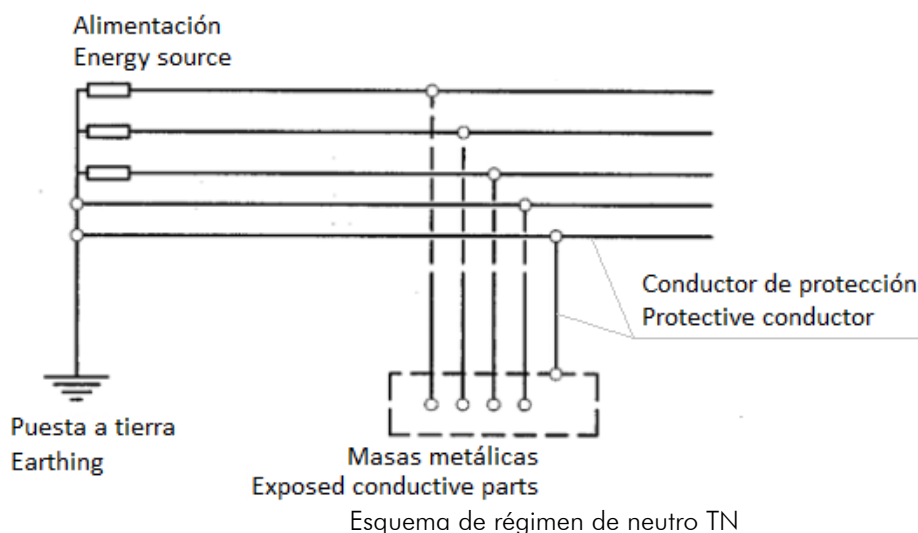 Alimentación
Energy source
Conductor de protección
Protective conductor
Puesta a tierra
Earthing
Masas metálicas
Exposed conductive parts
Esquema de régimen de neutro TN